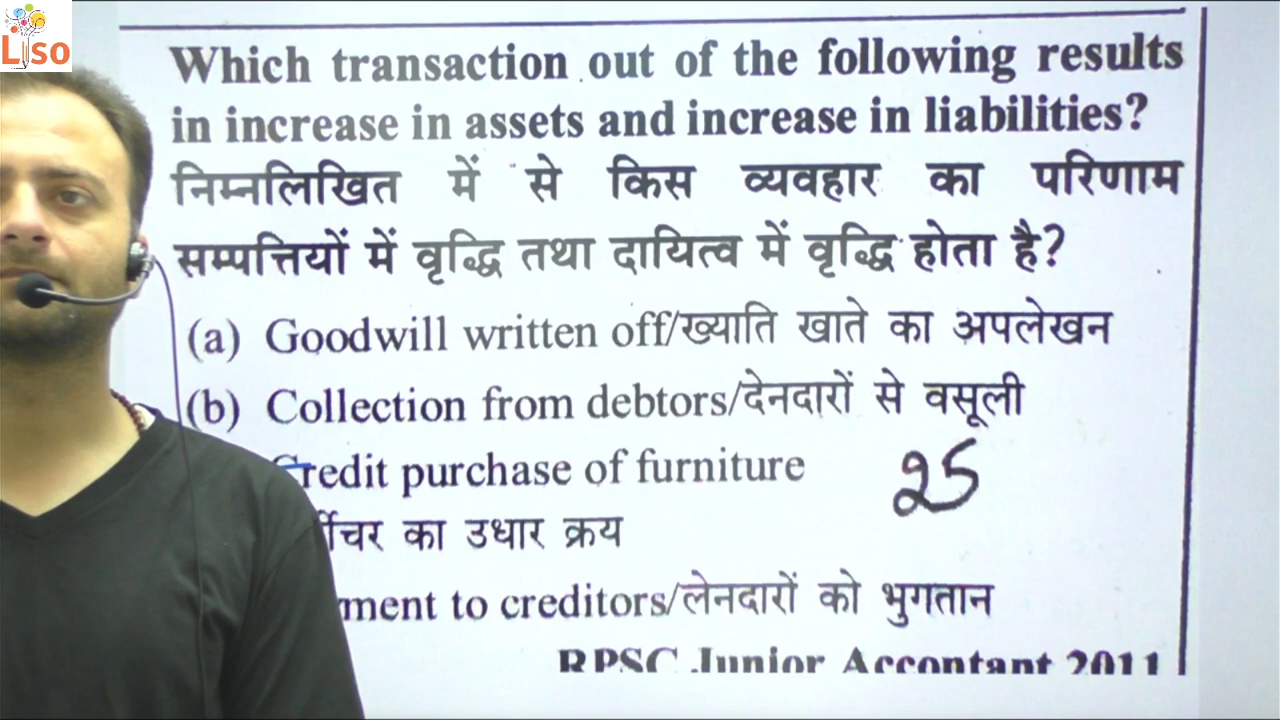 Liso
Which transaction out of the following results
in increase in assets and increase in liabilities?
निम्नलिखित में से किस व्यवहार का परिणाम
सम्पत्तियों में वृद्धि तथा दायित्व में वृद्धि होता है?
(a) Goodwill written off/ख्याति खाते का अपलेखन
(b) Collection from debtors/देनदारों से वसूली
Credit purchase of furniture
25
का उधार क्रय
to creditors/लेनदारों को भुगतान
RPSC Junior Accontant 2011